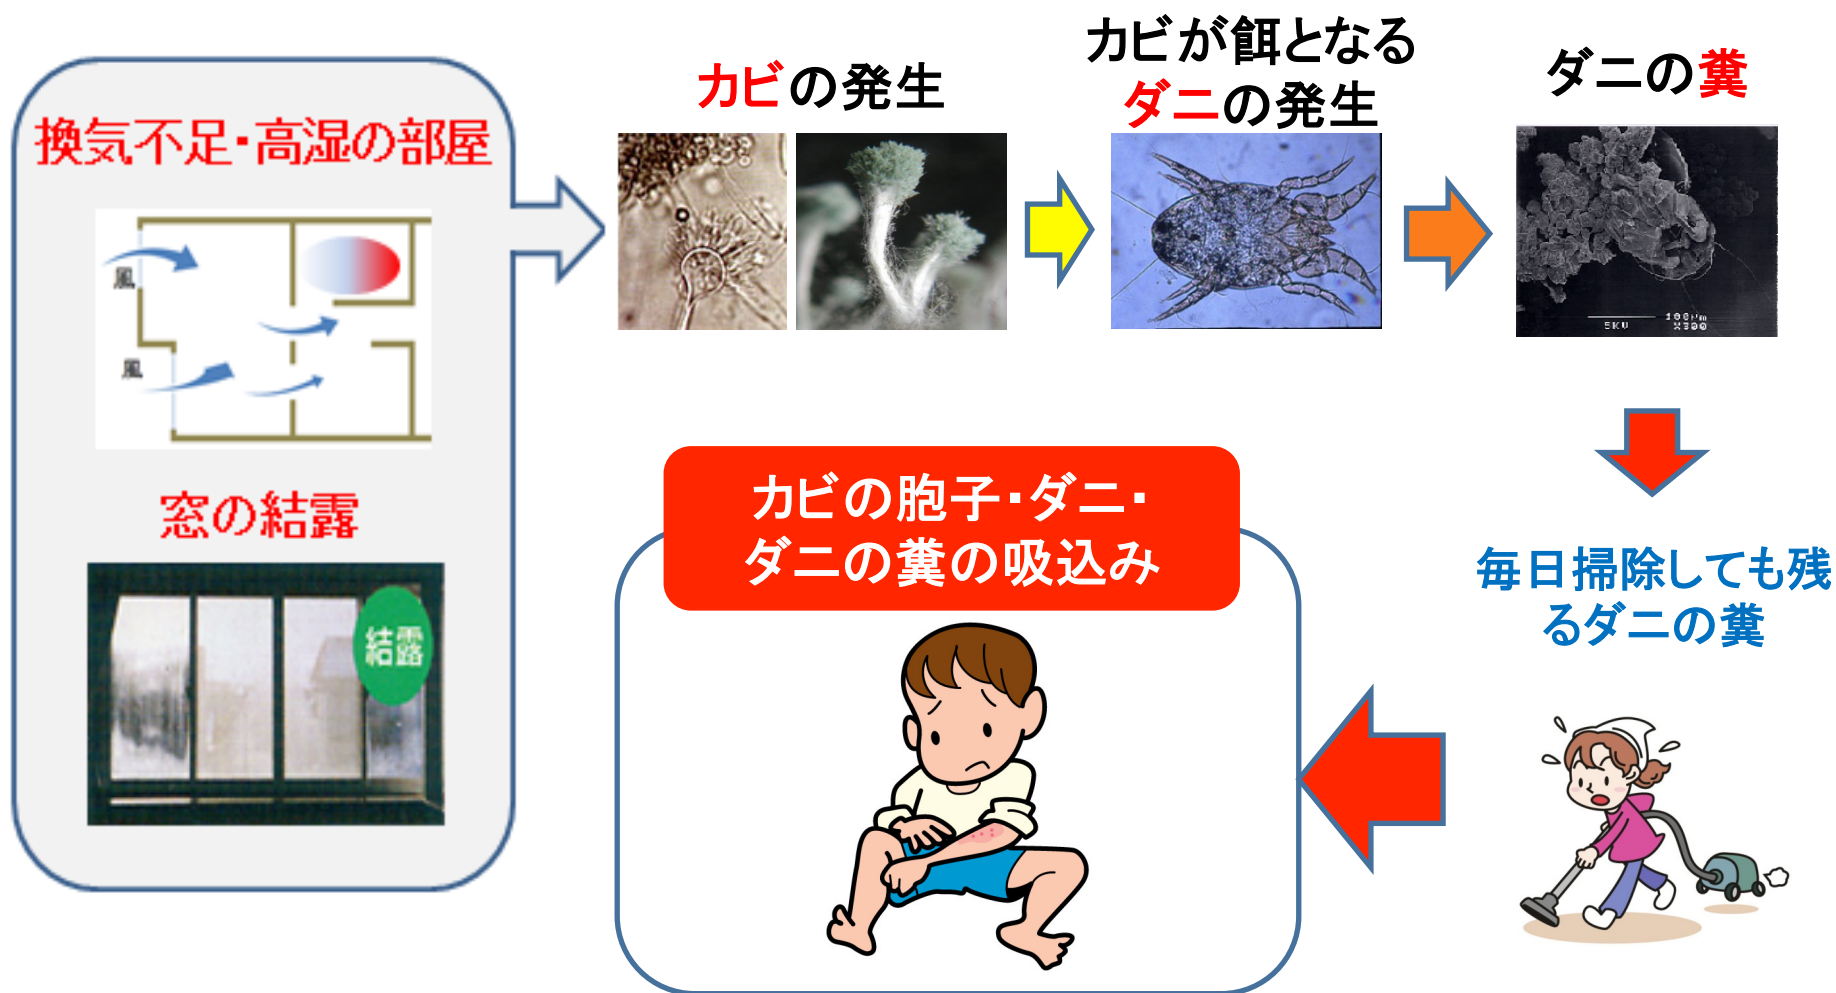 換気不足・高湿の部屋
風
風
窓の結露
結露
カビの発生
カビが餌となる
ダニの発生
ダニの糞
5KV
100µm
X300
毎日掃除しても残
るダニの糞
カビの胞子・ダニ・
ダニの糞の吸込み